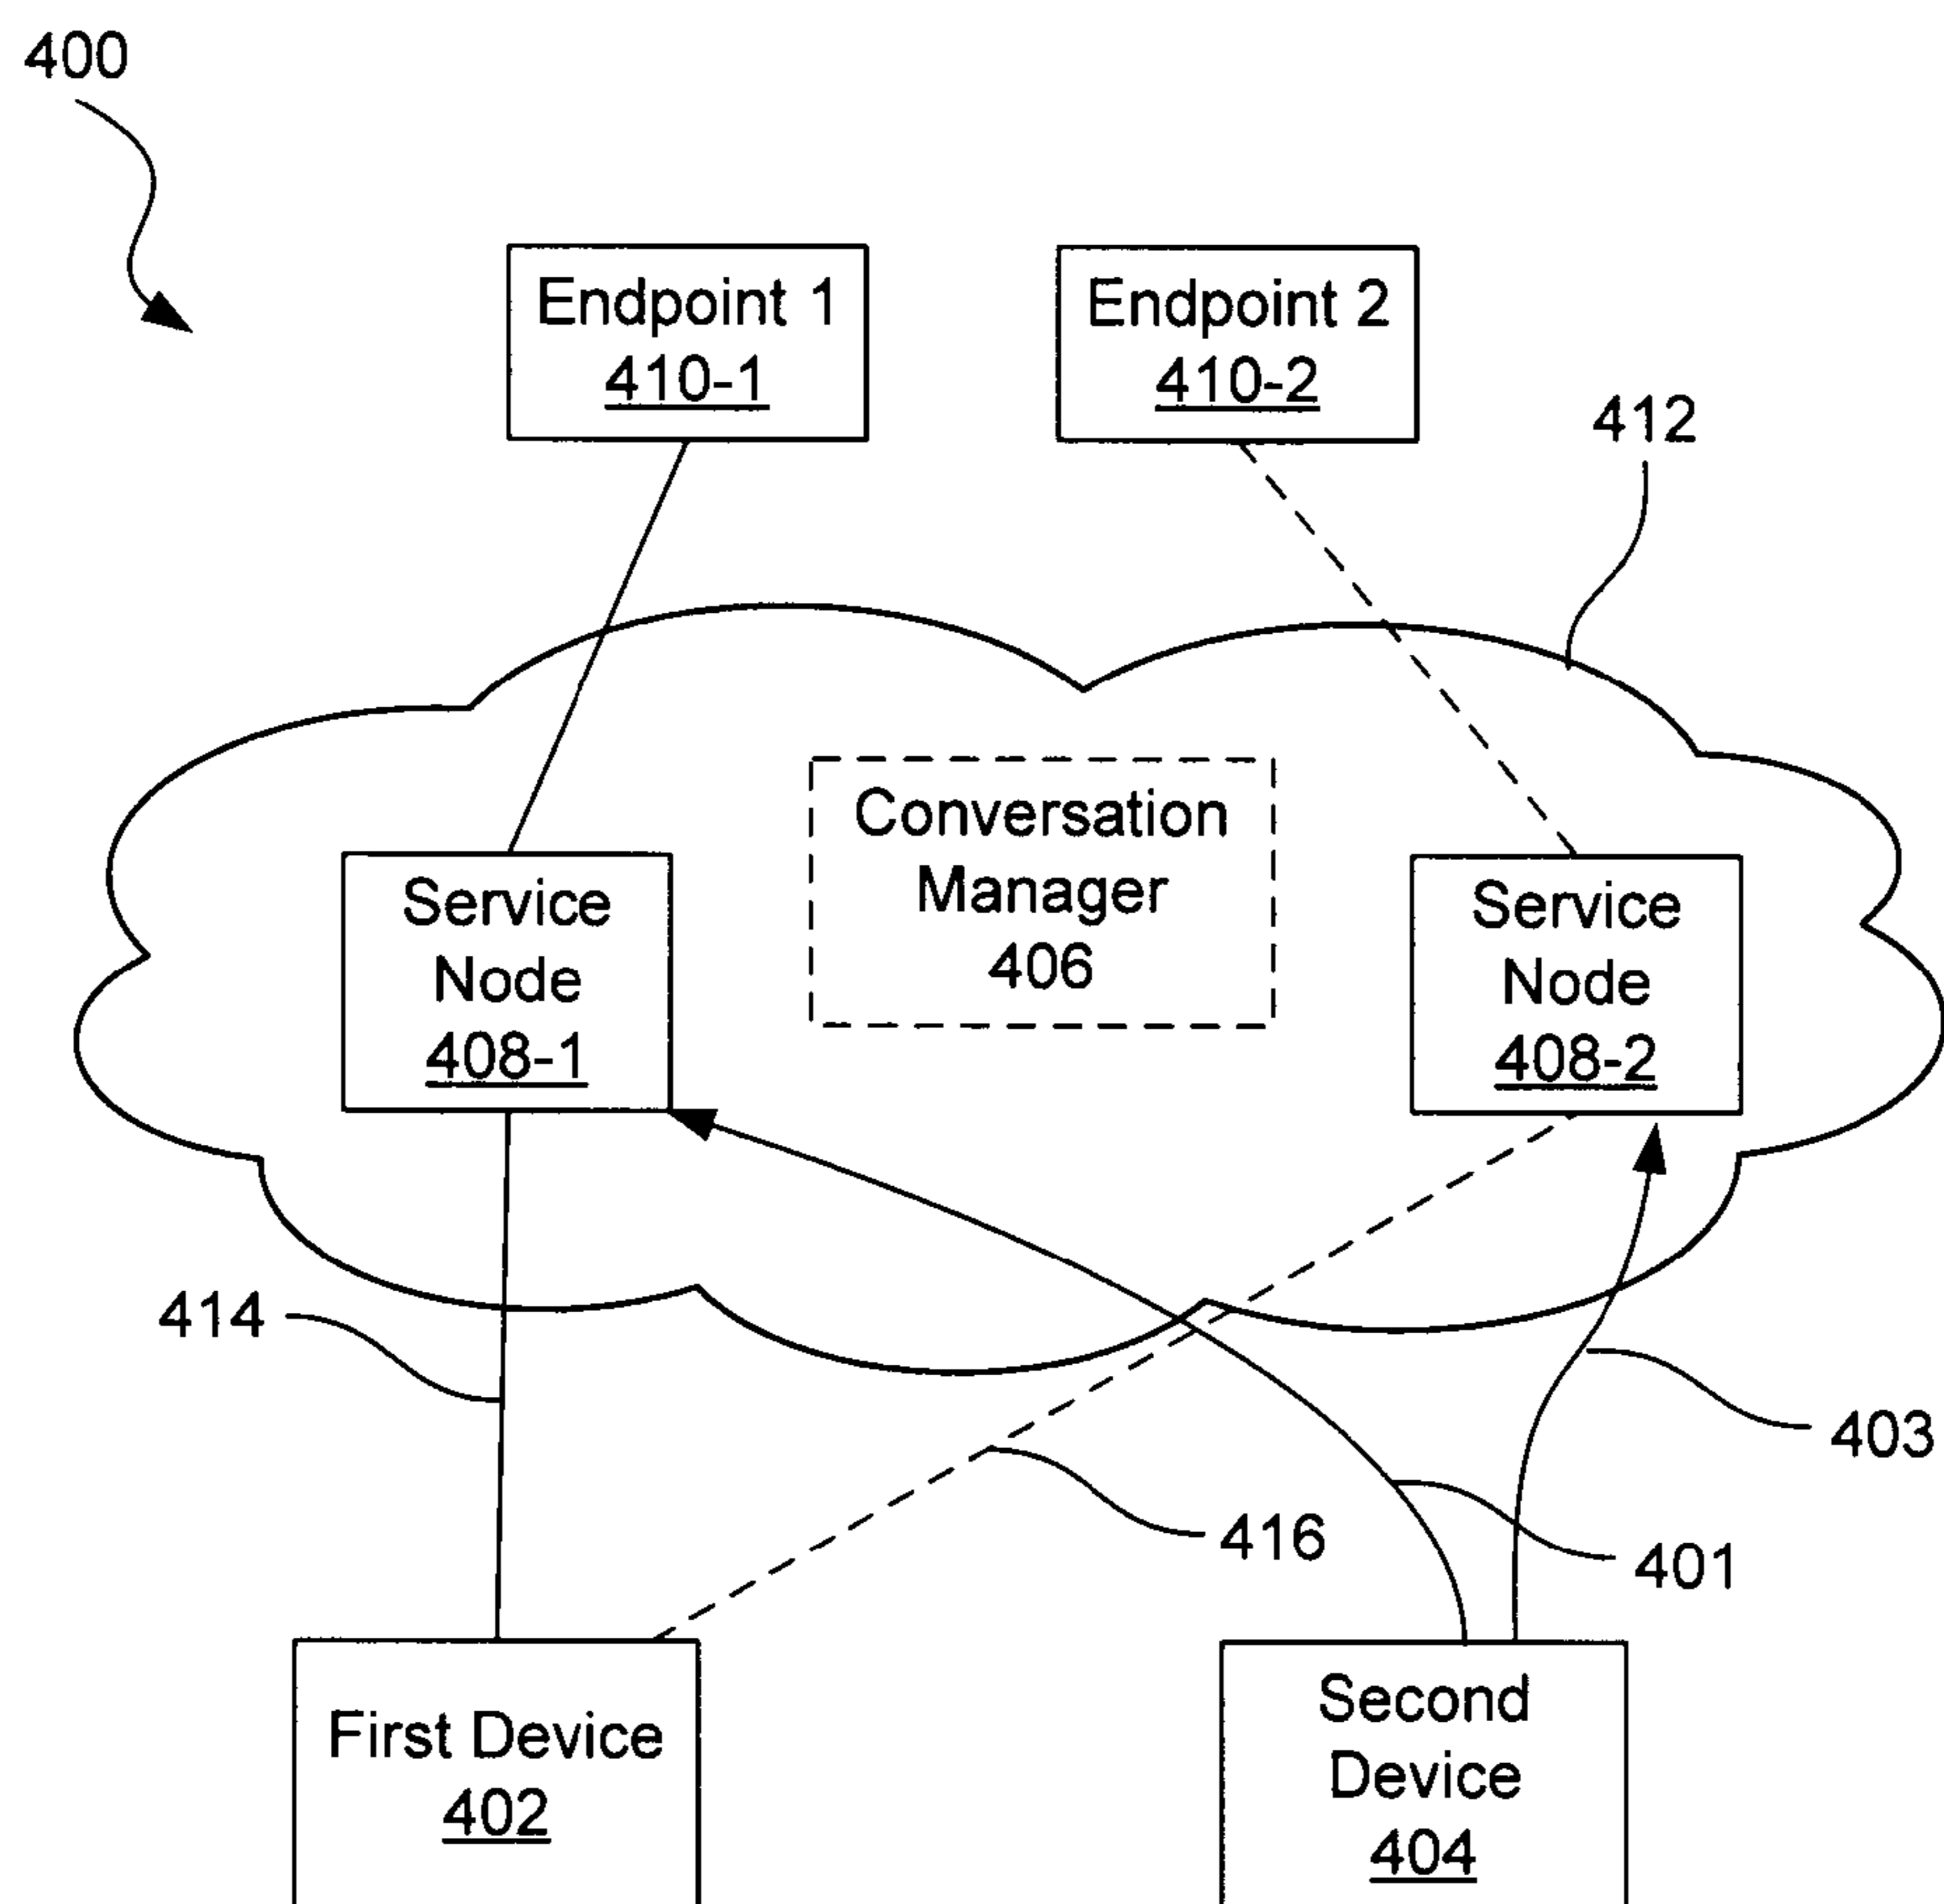 400
Endpoint 1
410-1
Endpoint 2
410-2
412
Conversation
Manager
406
Service
Node
408-1
Service
Node
408-2
414
403
416
401
First Device
402
Second
Device
404